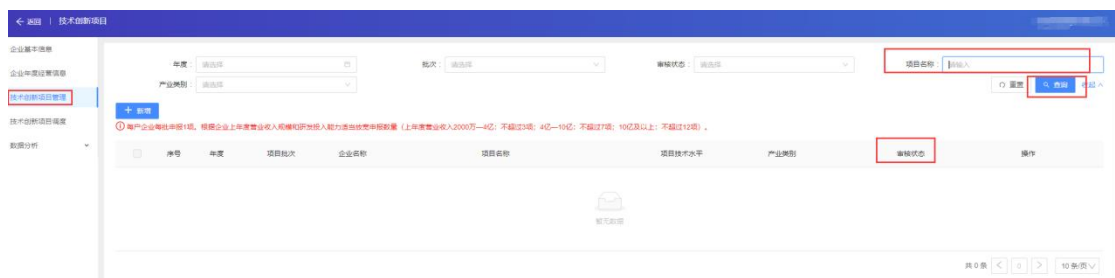 ← 返回 | 技术创新项目
企业基本信息
企业年度经营信息
技术创新项目管理
技术创新项目调度
数据分析
年度： 请选择 批次： 请选择 审核状态： 请选择 项目名称： 请输入
产业类别： 请选择 重置 查询 收起
+ 新增
每户企业每批申报1项。根据企业上年度营业收入规模和研发投入能力适当放宽申报数量（上年度营业收入2000万—4亿：不超过3项；4亿—10亿：不超过7项；10亿及以上：不超过12项）。
序号 年度 项目批次 企业名称 项目名称 项目技术水平 产业类别 审核状态 操作
暂无数据
共 0 条 < 0 > 10 条/页